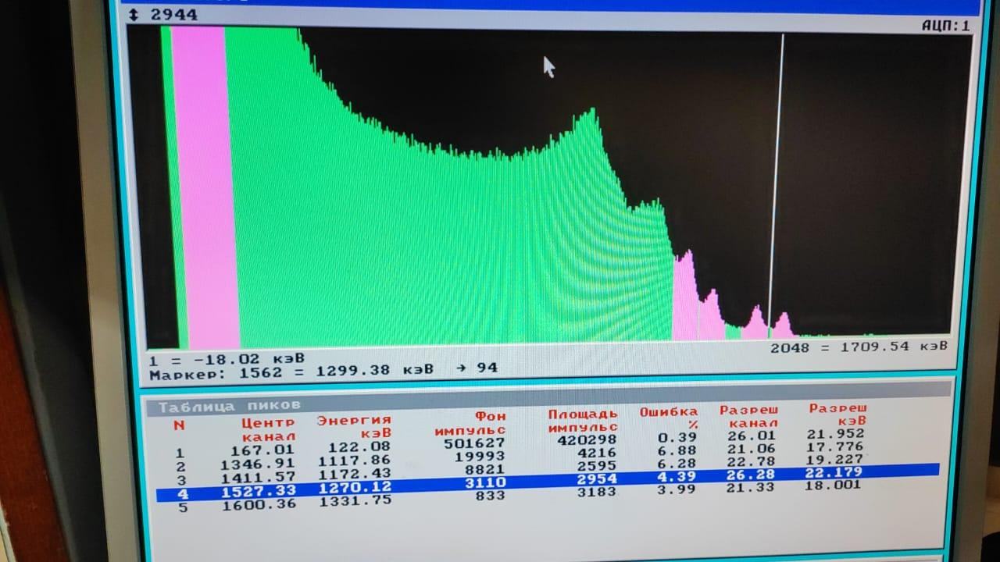 ↕ 2944
АЦП:1
2048 = 1709.54 кэВ
1 = -18.02 кэВ
Маркер: 1562 = 1299.38 кэВ → 94
Таблица пиков
N Центр канал Энергия кэВ Фон импульс Площадь импульс Ошибка % Разреш канал Разреш кэВ
1 167.01 122.08 501627 420298 0.39 26.01 21.952
2 1346.91 1117.86 19993 4216 6.88 21.06 17.776
3 1411.57 1172.43 8821 2595 6.28 22.78 19.227
4 1527.33 1270.12 3110 2954 4.39 26.28 22.179
5 1600.36 1331.75 833 3183 3.99 21.33 18.001